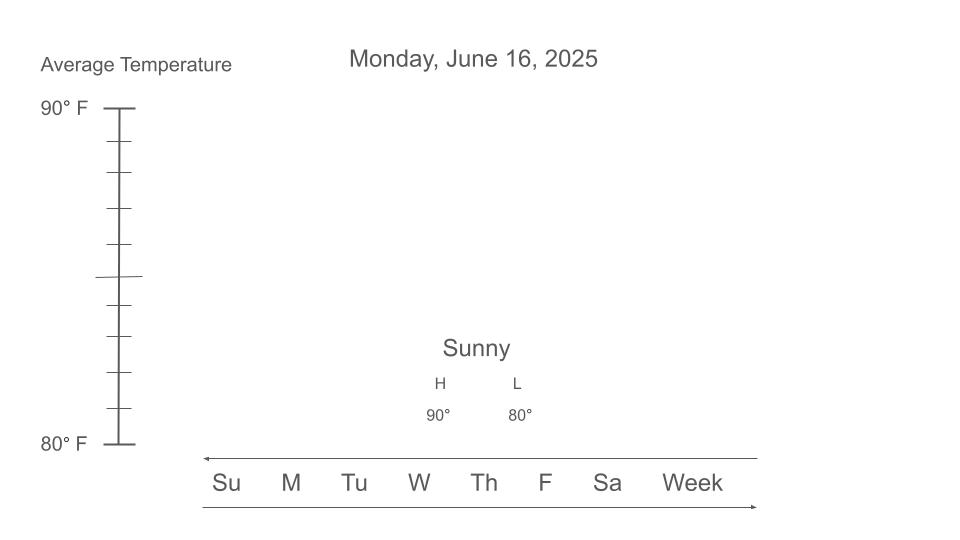 Monday, June 16, 2025
Average Temperature
90° F
80° F
Sunny
H L
90° 80°
Su M Tu W Th F Sa Week